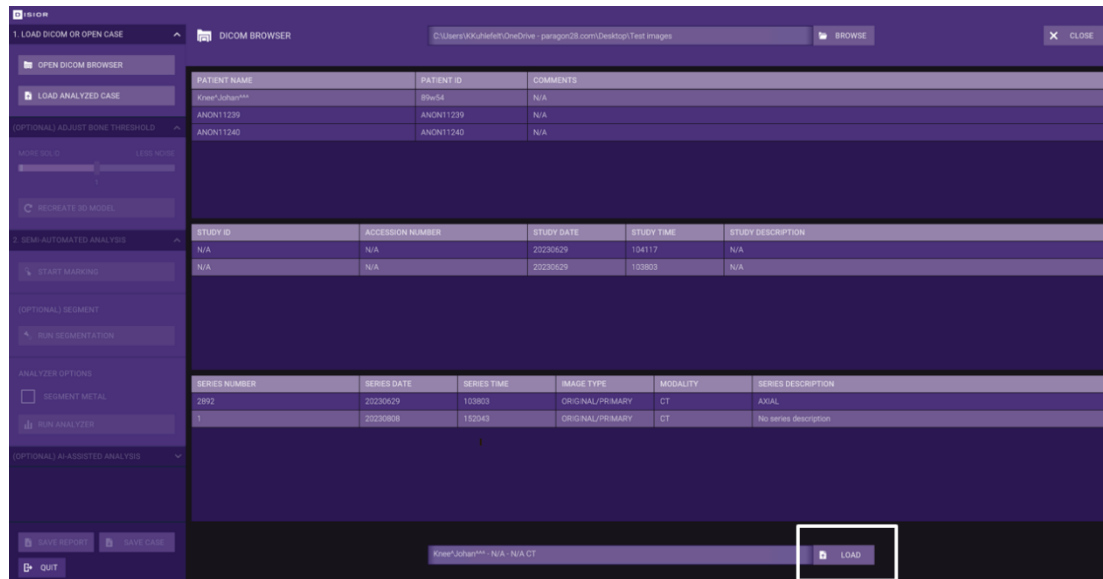 DISIOR
1. LOAD DICOM OR OPEN CASE
OPEN DICOM BROWSER
LOAD ANALYZED CASE
(OPTIONAL) ADJUST BONE THRESHOLD
MORE SOLID LESS NOISE
RECREATE 3D MODEL
2. SEMI-AUTOMATED ANALYSIS
START MARKING
(OPTIONAL) SEGMENT
RUN SEGMENTATION
ANALYZER OPTIONS
SEGMENT METAL
RUN ANALYZER
(OPTIONAL) AI-ASSISTED ANALYSIS
SAVE REPORT SAVE CASE
QUIT
DICOM BROWSER C:\Users\KKuhlefelt\OneDrive - paragon28.com\Desktop\Test images BROWSE CLOSE
PATIENT NAME PATIENT ID COMMENTS
Knee^Johan^^^ 89w54 N/A
ANON11239 ANON11239 N/A
ANON11240 ANON11240 N/A
STUDY ID ACCESSION NUMBER STUDY DATE STUDY TIME STUDY DESCRIPTION
N/A N/A 20230629 104117 N/A
N/A N/A 20230629 103803 N/A
SERIES NUMBER SERIES DATE SERIES TIME IMAGE TYPE MODALITY SERIES DESCRIPTION
2892 20230629 103803 ORIGINAL/PRIMARY CT AXIAL
1 20230808 152043 ORIGINAL/PRIMARY CT No series description
Knee^Johan^^^ - N/A - N/A CT LOAD